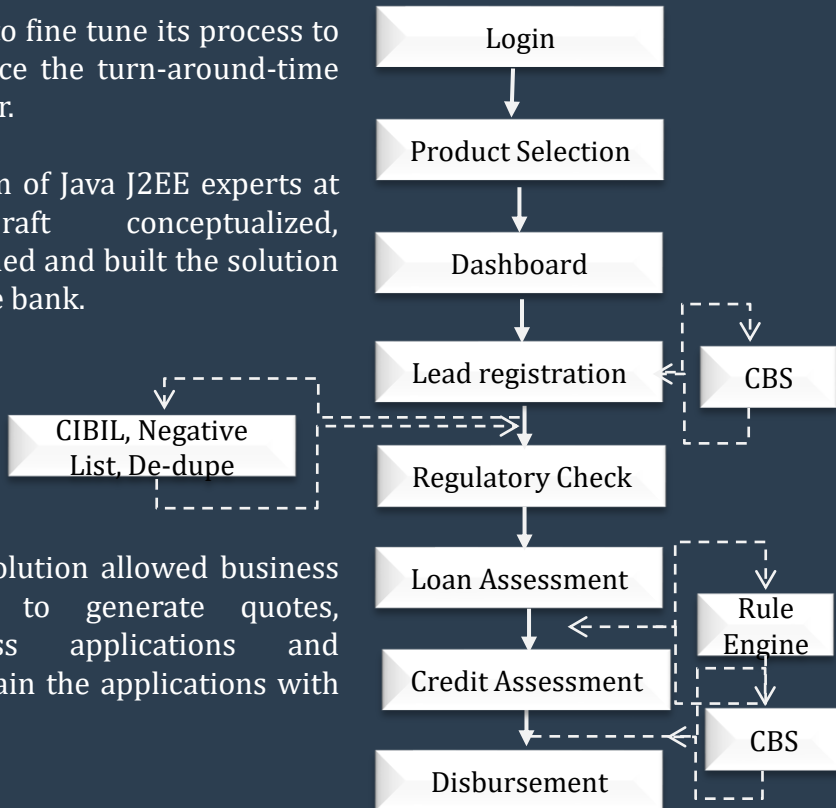 o fine tune its process to
ce the turn-around-time
r.
n of Java J2EE experts at
raft conceptualized,
ned and built the solution
e bank.
olution allowed business
to generate quotes,
ss applications and
ain the applications with
Login
Product Selection
Dashboard
Lead registration
CBS
CIBIL, Negative
List, De-dupe
Regulatory Check
Loan Assessment
Rule
Engine
Credit Assessment
CBS
Disbursement